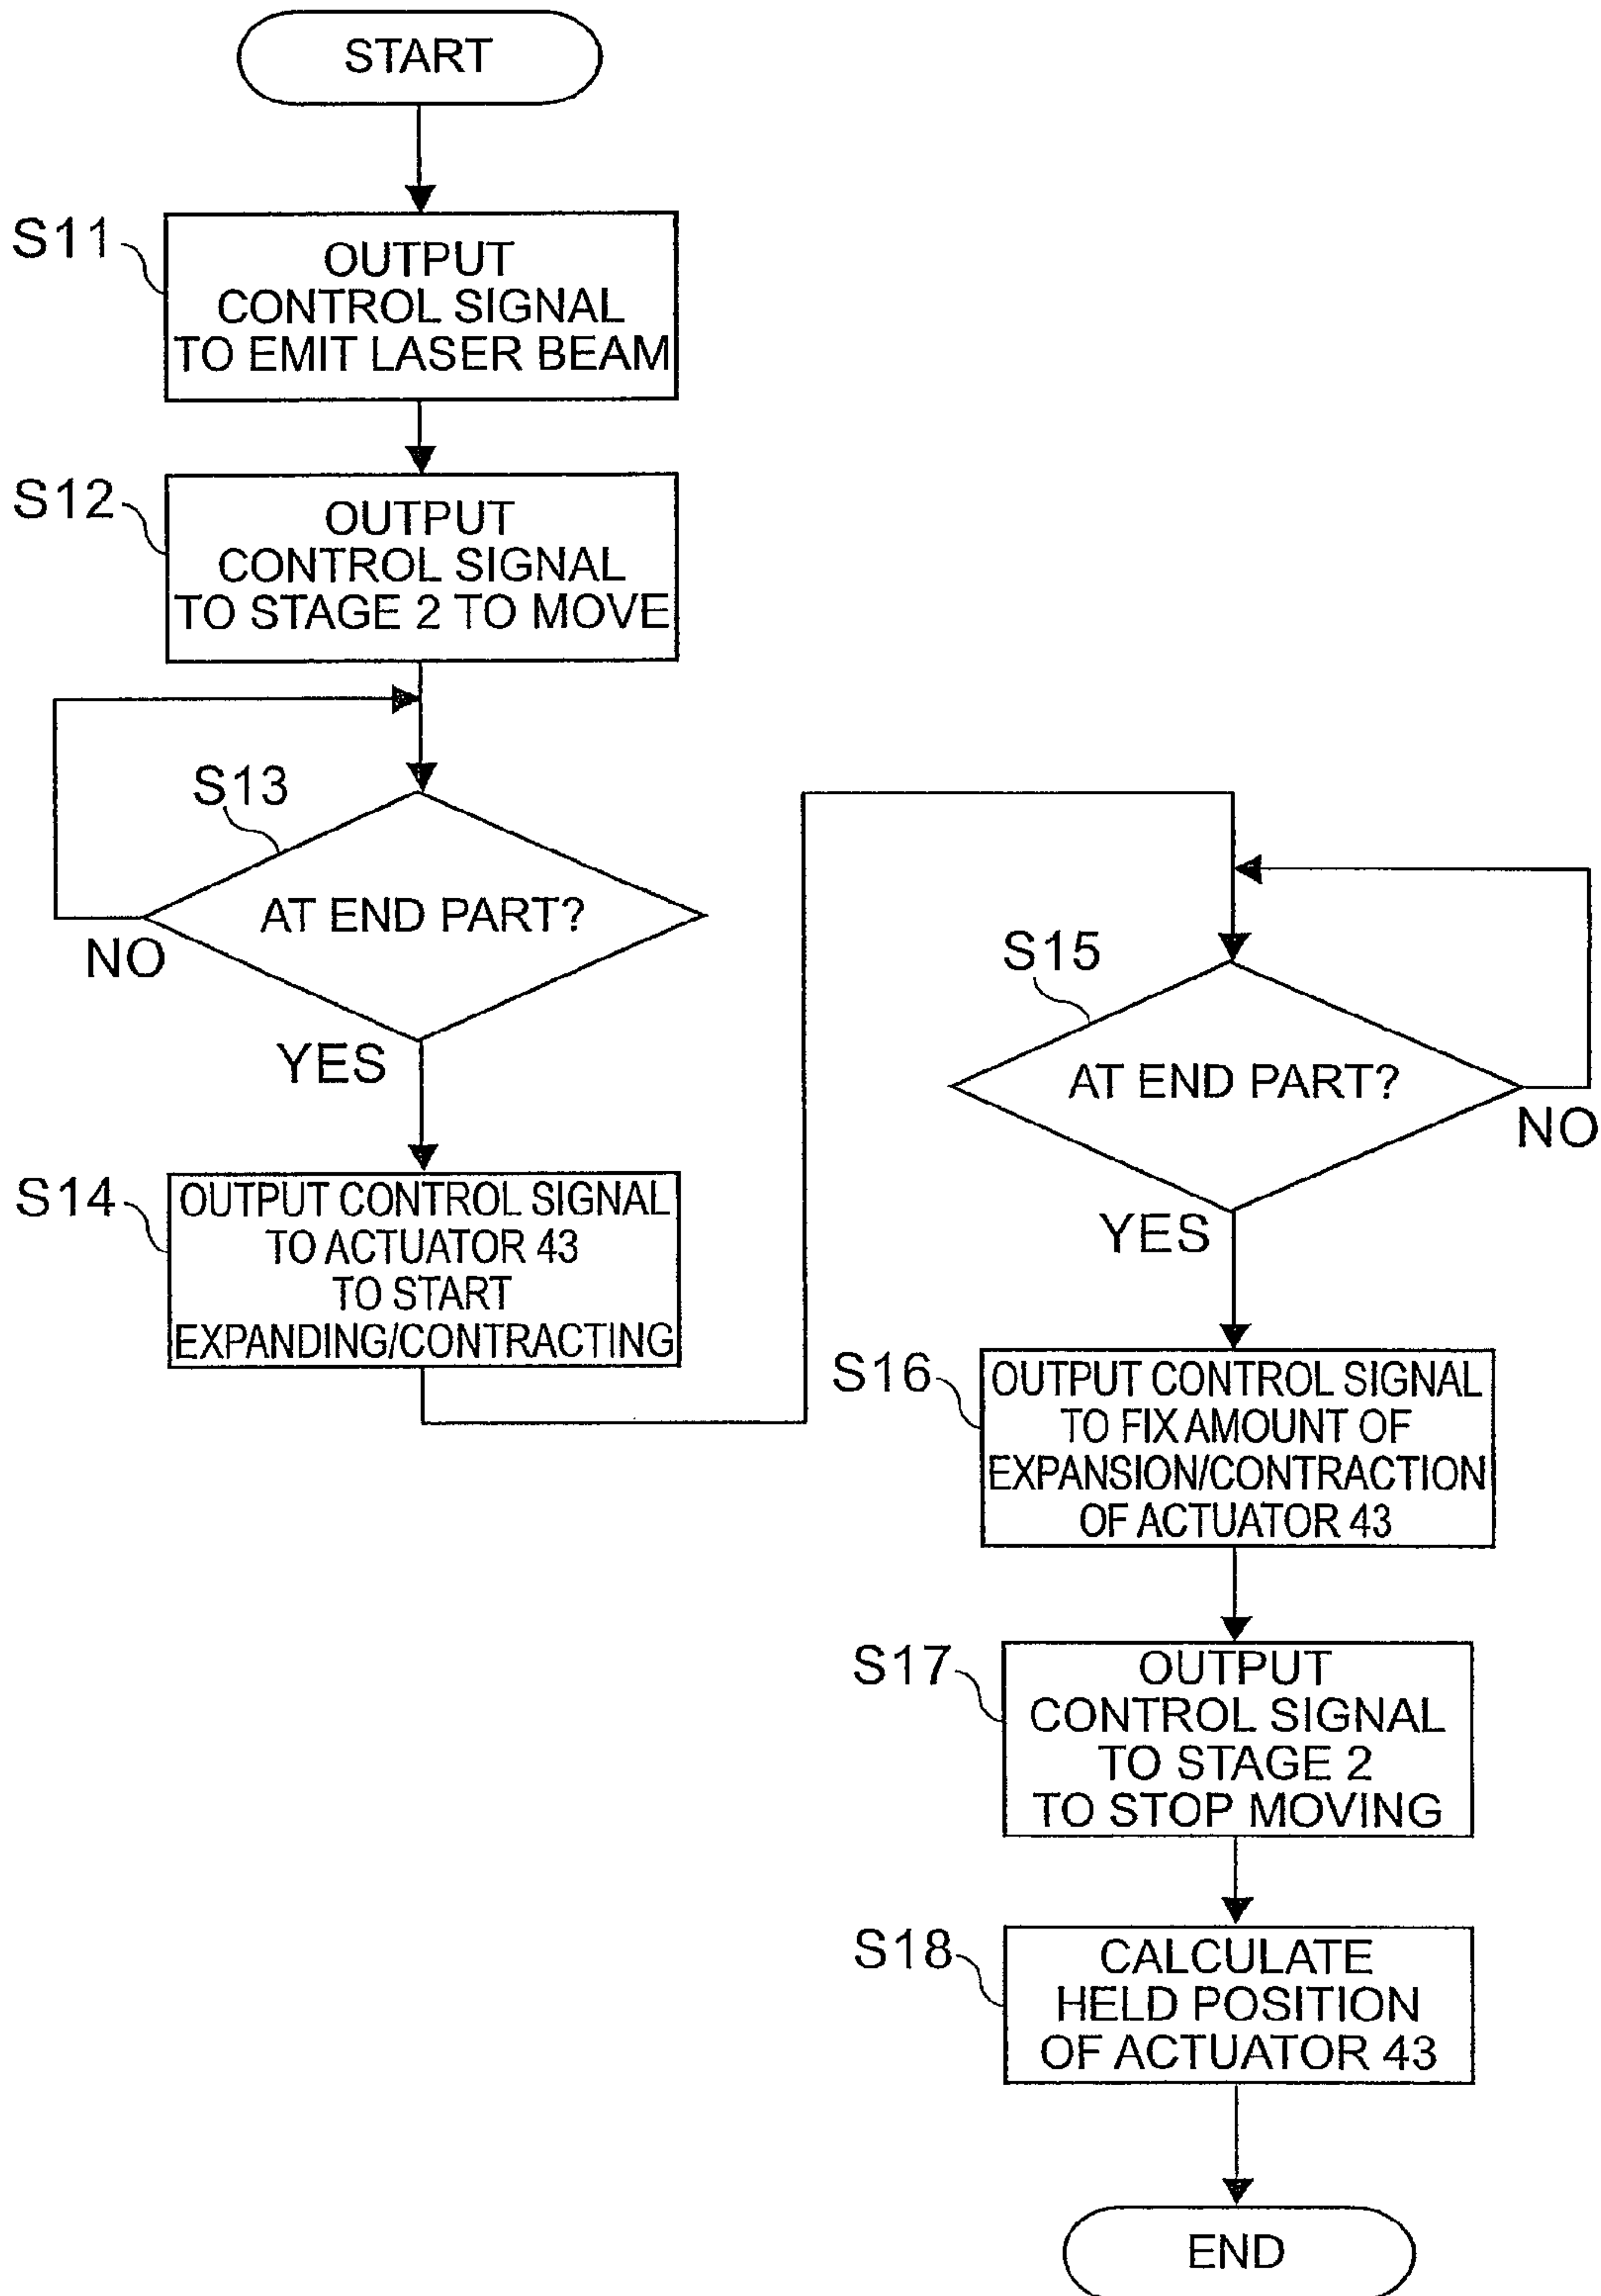 START
S11
OUTPUT
CONTROL SIGNAL
TO EMIT LASER BEAM
S12
OUTPUT
CONTROL SIGNAL
TO STAGE 2 TO MOVE
S13
AT END PART?
NO
YES
S14
OUTPUT CONTROL SIGNAL
TO ACTUATOR 43
TO START
EXPANDING/CONTRACTING
S15
AT END PART?
NO
YES
S16
OUTPUT CONTROL SIGNAL
TO FIX AMOUNT OF
EXPANSION/CONTRACTION
OF ACTUATOR 43
S17
OUTPUT
CONTROL SIGNAL
TO STAGE 2
TO STOP MOVING
S18
CALCULATE
HELD POSITION
OF ACTUATOR 43
END